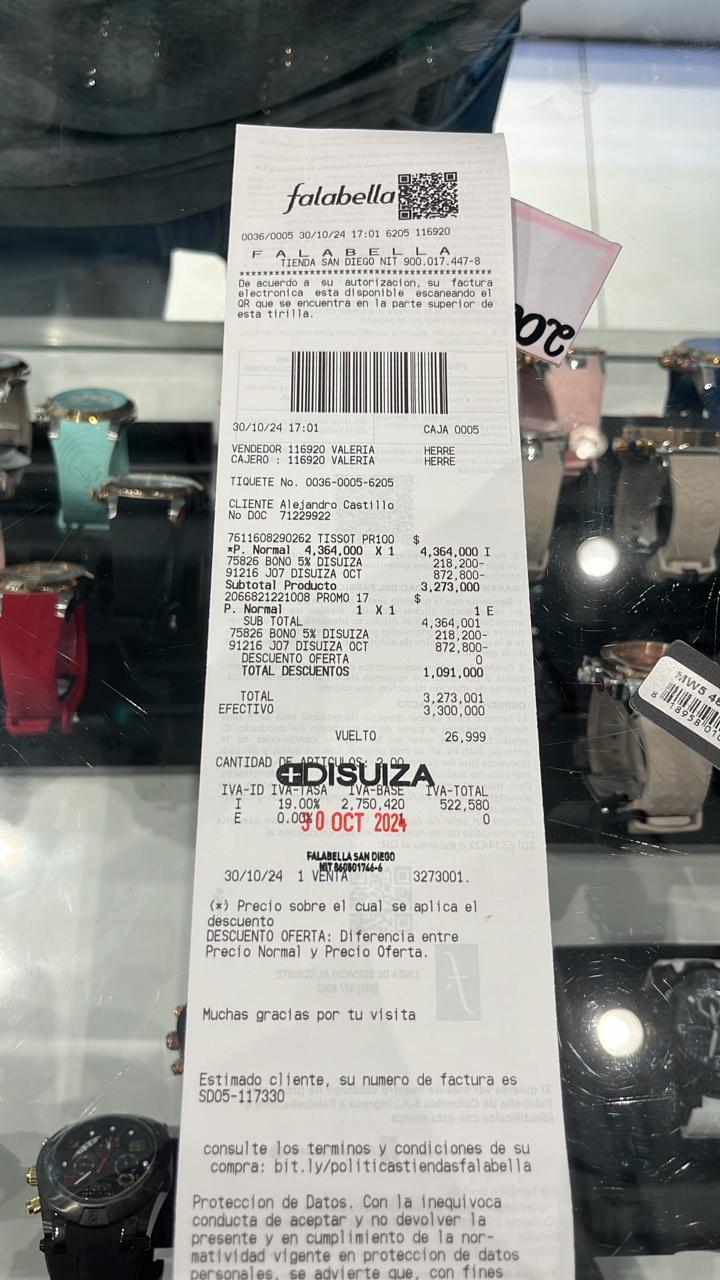 falabella
0036/0005 30/10/24 17:01 6205 116920
F A L A B E L L A
TIENDA SAN DIEGO NIT 900.017.447-8
**************************************************
De acuerdo a su autorizacion, su factura
electronica esta disponible escaneando el
QR que se encuentra en la parte superior de
esta tirilla.
30/10/24 17:01 CAJA 0005
VENDEDOR 116920 VALERIA HERRE
CAJERO : 116920 VALERIA HERRE
TIQUETE No. 0036-0005-6205
CLIENTE Alejandro Castillo
No DOC 71229922
7611608290262 TISSOT PR100 $
*P. Normal 4,364,000 X 1 4,364,000 I
75826 BONO 5% DISUIZA 218,200-
91216 J07 DISUIZA OCT 872,800-
Subtotal Producto 3,273,000
2066821221008 PROMO 17 $
P. Normal 1 X 1 1 E
SUB TOTAL 4,364,001
75826 BONO 5% DISUIZA 218,200-
91216 J07 DISUIZA OCT 872,800-
DESCUENTO OFERTA 0
TOTAL DESCUENTOS 1,091,000
TOTAL 3,273,001
EFECTIVO 3,300,000
VUELTO 26,999
CANTIDAD DE ARTICULOS: 2.00
DISUIZA
IVA-ID IVA-TASA IVA-BASE IVA-TOTAL
I 19.00% 2,750,420 522,580
E 0.00% 1 0
30 OCT 2024
FALABELLA SAN DIEGO
NIT 860501766-6
30/10/24 1 VENTA 3273001.
(*) Precio sobre el cual se aplica el
descuento
DESCUENTO OFERTA: Diferencia entre
Precio Normal y Precio Oferta.
Muchas gracias por tu visita
Estimado cliente, su numero de factura es
SD05-117330
consulte los terminos y condiciones de su
compra: bit.ly/politicastiendasfalabella
Proteccion de Datos. Con la inequivoca
conducta de aceptar y no devolver la
presente y en cumplimiento de la nor-
matividad vigente en proteccion de datos
personales, se advierte que, con fines
MW5 48